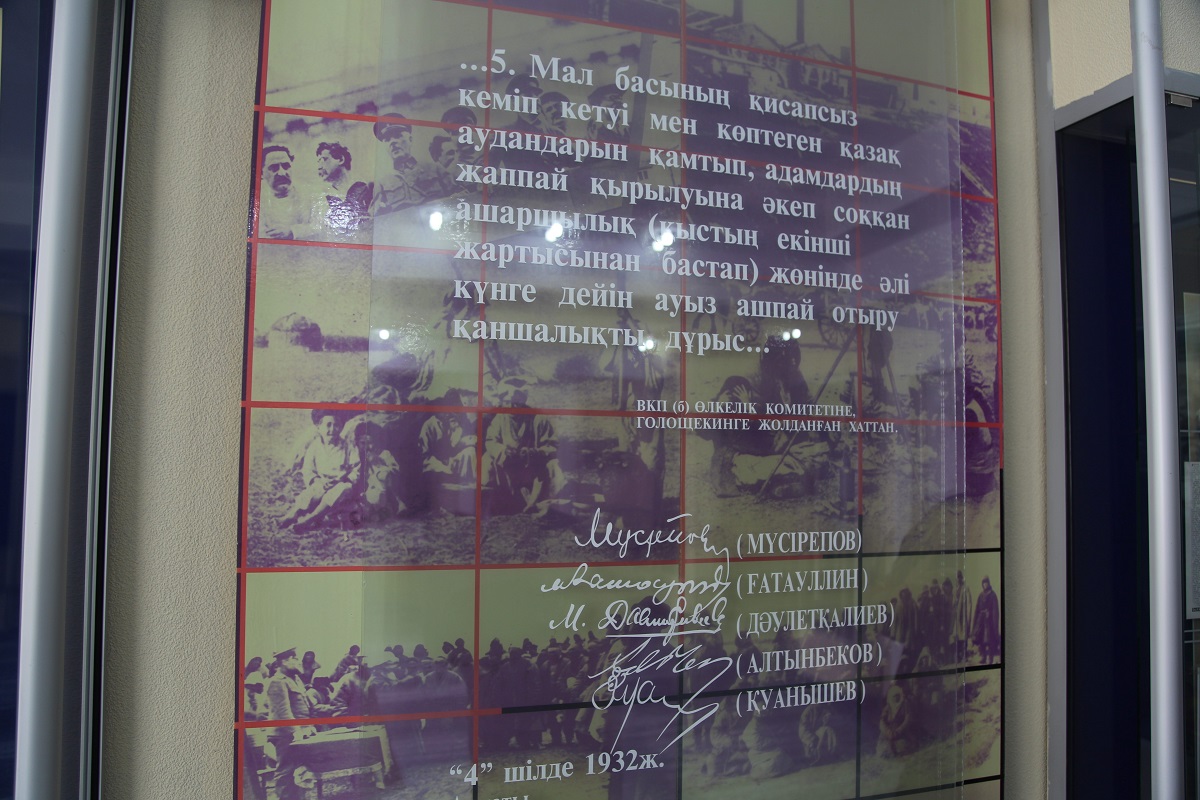 ...5. Мал басының қисапсыз
кеміп кетуі мен көптеген қазақ
аудандарын қамтып, адамдардың
жаппай қырылуына әкеп соққан
ашаршылық (қыстың екінші
жартысынан бастап) жөнінде әлі
күнге дейін ауыз ашпай отыру
қаншалықты дұрыс...
ВКП (б) ӨЛКЕЛІК КОМИТЕТІНЕ,
ГОЛОЩЕКИНГЕ ЖОЛДАНҒАН ХАТТАН.
(МҮСІРЕПОВ)
(ҒАТАУЛЛИН)
М. (ДӘУЛЕТҚАЛИЕВ)
(АЛТЫНБЕКОВ)
(ҚУАНЫШЕВ)
“4” шілде 1932ж.